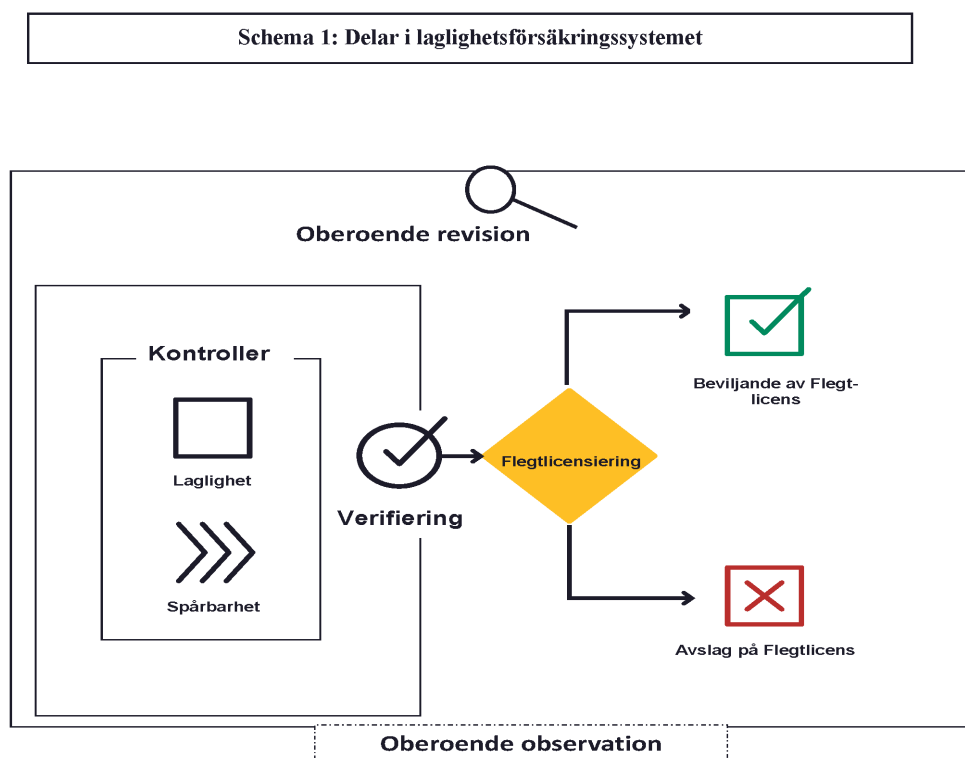 Schema 1: Delar i laglighetsförsäkringssystemet
Oberoende revision
Kontroller
Laglighet
Spårbarhet
Verifiering
Flegtlicensiering
Beviljande av Flegt-
licens
Avslag på Flegtlicens
Oberoende observation